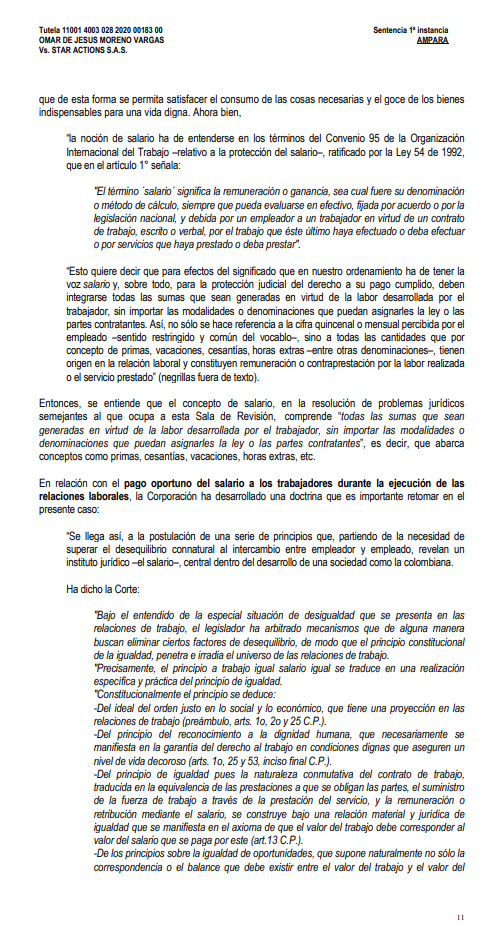 Tutela 11001 4003 028 2020 00183 00
OMAR DE JESUS MORENO VARGAS
Vs. STAR ACTIONS S.A.S.
Sentencia 1ª instancia
AMPARA
que de esta forma se permita satisfacer el consumo de las cosas necesarias y el goce de los bienes
indispensables para una vida digna. Ahora bien,
“la noción de salario ha de entenderse en los términos del Convenio 95 de la Organización
Internacional del Trabajo –relativo a la protección del salario–, ratificado por la Ley 54 de 1992,
que en el artículo 1° señala:
"El término ´salario´ significa la remuneración o ganancia, sea cual fuere su denominación
o método de cálculo, siempre que pueda evaluarse en efectivo, fijada por acuerdo o por la
legislación nacional, y debida por un empleador a un trabajador en virtud de un contrato
de trabajo, escrito o verbal, por el trabajo que éste último haya efectuado o deba efectuar
o por servicios que haya prestado o deba prestar".
“Esto quiere decir que para efectos del significado que en nuestro ordenamiento ha de tener la
voz salario y, sobre todo, para la protección judicial del derecho a su pago cumplido, deben
integrarse todas las sumas que sean generadas en virtud de la labor desarrollada por el
trabajador, sin importar las modalidades o denominaciones que puedan asignarles la ley o las
partes contratantes. Así, no sólo se hace referencia a la cifra quincenal o mensual percibida por el
empleado –sentido restringido y común del vocablo–, sino a todas las cantidades que por
concepto de primas, vacaciones, cesantías, horas extras –entre otras denominaciones–, tienen
origen en la relación laboral y constituyen remuneración o contraprestación por la labor realizada
o el servicio prestado” (negrillas fuera de texto).
Entonces, se entiende que el concepto de salario, en la resolución de problemas jurídicos
semejantes al que ocupa a esta Sala de Revisión, comprende “todas las sumas que sean
generadas en virtud de la labor desarrollada por el trabajador, sin importar las modalidades o
denominaciones que puedan asignarles la ley o las partes contratantes”, es decir, que abarca
conceptos como primas, cesantías, vacaciones, horas extras, etc.
En relación con el pago oportuno del salario a los trabajadores durante la ejecución de las
relaciones laborales, la Corporación ha desarrollado una doctrina que es importante retomar en el
presente caso:
“Se llega así, a la postulación de una serie de principios que, partiendo de la necesidad de
superar el desequilibrio connatural al intercambio entre empleador y empleado, revelan un
instituto jurídico –el salario–, central dentro del desarrollo de una sociedad como la colombiana.
Ha dicho la Corte:
"Bajo el entendido de la especial situación de desigualdad que se presenta en las
relaciones de trabajo, el legislador ha arbitrado mecanismos que de alguna manera
buscan eliminar ciertos factores de desequilibrio, de modo que el principio constitucional
de la igualdad, penetra e irradia el universo de las relaciones de trabajo.
"Precisamente, el principio a trabajo igual salario igual se traduce en una realización
específica y práctica del principio de igualdad.
"Constitucionalmente el principio se deduce:
-Del ideal del orden justo en lo social y lo económico, que tiene una proyección en las
relaciones de trabajo (preámbulo, arts. 1o, 2o y 25 C.P.).
-Del principio del reconocimiento a la dignidad humana, que necesariamente se
manifiesta en la garantía del derecho al trabajo en condiciones dignas que aseguren un
nivel de vida decoroso (arts. 1o, 25 y 53, inciso final C.P.).
-Del principio de igualdad pues la naturaleza conmutativa del contrato de trabajo,
traducida en la equivalencia de las prestaciones a que se obligan las partes, el suministro
de la fuerza de trabajo a través de la prestación del servicio, y la remuneración o
retribución mediante el salario, se construye bajo una relación material y jurídica de
igualdad que se manifiesta en el axioma de que el valor del trabajo debe corresponder al
valor del salario que se paga por este (art.13 C.P.).
-De los principios sobre la igualdad de oportunidades, que supone naturalmente no sólo la
correspondencia o el balance que debe existir entre el valor del trabajo y el valor del
11